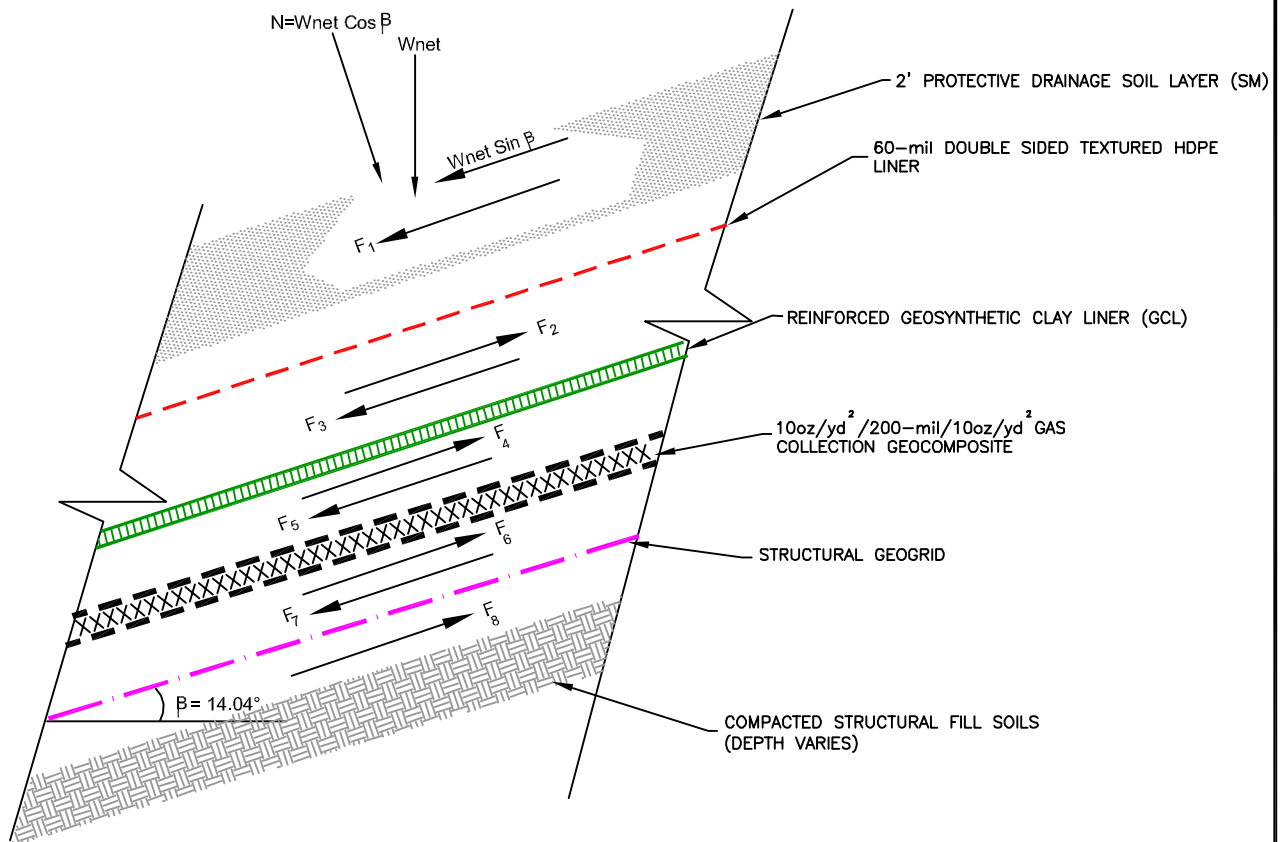 N=Wnet Cos β
Wnet
2' PROTECTIVE DRAINAGE SOIL LAYER (SM)
Wnet Sin β
60-mil DOUBLE SIDED TEXTURED HDPE
LINER
F1
F2
REINFORCED GEOSYNTHETIC CLAY LINER (GCL)
F3
F4
10oz/yd²/200-mil/10oz/yd² GAS
COLLECTION GEOCOMPOSITE
F5
F6
STRUCTURAL GEOGRID
F7
F8
β = 14.04°
COMPACTED STRUCTURAL FILL SOILS
(DEPTH VARIES)